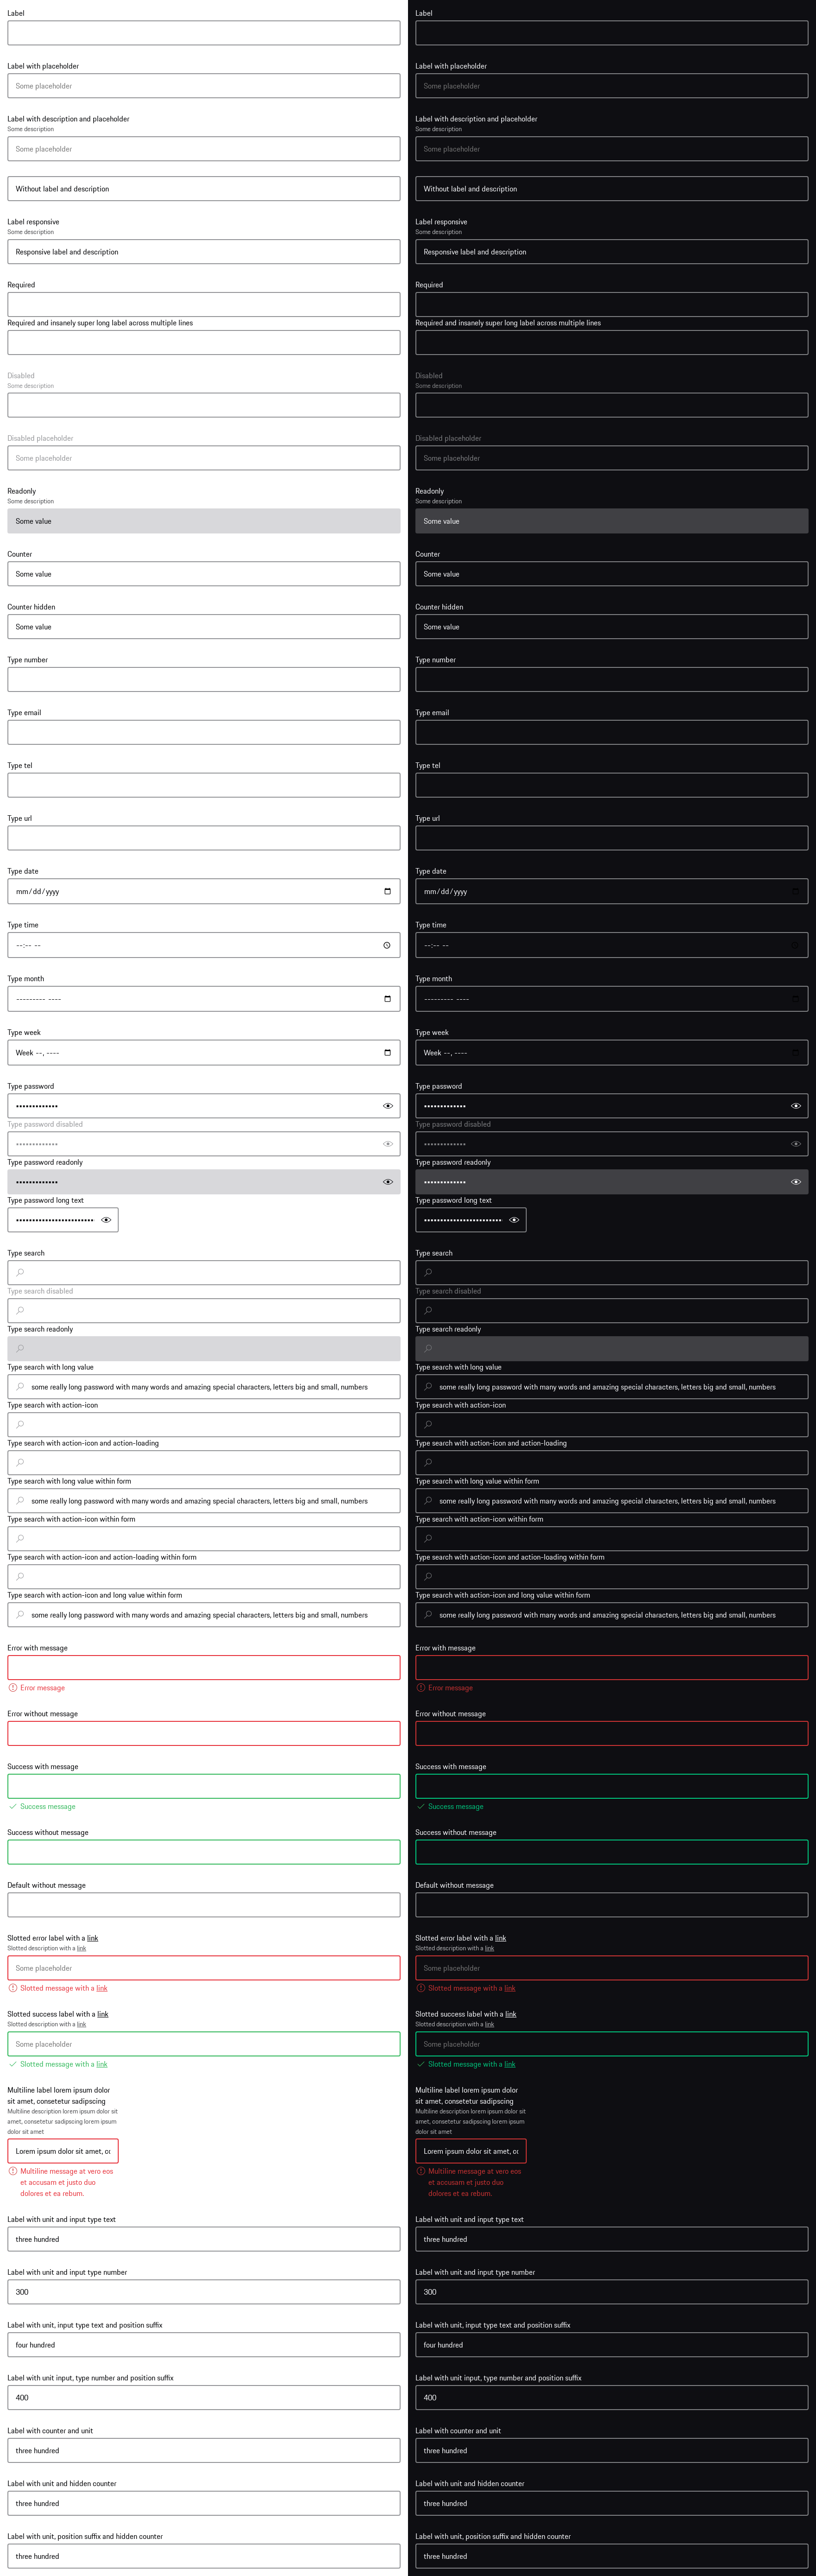 Label
Label with placeholder
Some placeholder
Label with description and placeholder
Some description
Some placeholder
Without label and description
Label responsive
Some description
Responsive label and description
Required
Required and insanely super long label across multiple lines
Disabled
Some description
Disabled placeholder
Some placeholder
Readonly
Some description
Some value
Counter
Some value
Counter hidden
Some value
Type number
Type email
Type tel
Type url
Type date
mm/dd/yyyy
Type time
--:-- --
Type month
--------- ----
Type week
Week --, ----
Type password
•••••••••••••
Type password disabled
•••••••••••••
Type password readonly
•••••••••••••
Type password long text
••••••••••••••••••••••••
Type search
Type search disabled
Type search readonly
Type search with long value
some really long password with many words and amazing special characters, letters big and small, numbers
Type search with action-icon
Type search with action-icon and action-loading
Type search with long value within form
some really long password with many words and amazing special characters, letters big and small, numbers
Type search with action-icon within form
Type search with action-icon and action-loading within form
Type search with action-icon and long value within form
some really long password with many words and amazing special characters, letters big and small, numbers
Error with message
Error message
Error without message
Success with message
Success message
Success without message
Default without message
Slotted error label with a link
Slotted description with a link
Some placeholder
Slotted message with a link
Slotted success label with a link
Slotted description with a link
Some placeholder
Slotted message with a link
Multiline label lorem ipsum dolor
sit amet, consetetur sadipscing
Multiline description lorem ipsum dolor sit
amet, consetetur sadipscing lorem ipsum
dolor sit amet
Lorem ipsum dolor sit amet, cc
Multiline message at vero eos
et accusam et justo duo
dolores et ea rebum.
Label with unit and input type text
three hundred
Label with unit and input type number
300
Label with unit, input type text and position suffix
four hundred
Label with unit input, type number and position suffix
400
Label with counter and unit
three hundred
Label with unit and hidden counter
three hundred
Label with unit, position suffix and hidden counter
three hundred
Label
Label with placeholder
Some placeholder
Label with description and placeholder
Some description
Some placeholder
Without label and description
Label responsive
Some description
Responsive label and description
Required
Required and insanely super long label across multiple lines
Disabled
Some description
Disabled placeholder
Some placeholder
Readonly
Some description
Some value
Counter
Some value
Counter hidden
Some value
Type number
Type email
Type tel
Type url
Type date
mm/dd/yyyy
Type time
--:-- --
Type month
--------- ----
Type week
Week --, ----
Type password
•••••••••••••
Type password disabled
•••••••••••••
Type password readonly
•••••••••••••
Type password long text
••••••••••••••••••••••••
Type search
Type search disabled
Type search readonly
Type search with long value
some really long password with many words and amazing special characters, letters big and small, numbers
Type search with action-icon
Type search with action-icon and action-loading
Type search with long value within form
some really long password with many words and amazing special characters, letters big and small, numbers
Type search with action-icon within form
Type search with action-icon and action-loading within form
Type search with action-icon and long value within form
some really long password with many words and amazing special characters, letters big and small, numbers
Error with message
Error message
Error without message
Success with message
Success message
Success without message
Default without message
Slotted error label with a link
Slotted description with a link
Some placeholder
Slotted message with a link
Slotted success label with a link
Slotted description with a link
Some placeholder
Slotted message with a link
Multiline label lorem ipsum dolor
sit amet, consetetur sadipscing
Multiline description lorem ipsum dolor sit
amet, consetetur sadipscing lorem ipsum
dolor sit amet
Lorem ipsum dolor sit amet, cc
Multiline message at vero eos
et accusam et justo duo
dolores et ea rebum.
Label with unit and input type text
three hundred
Label with unit and input type number
300
Label with unit, input type text and position suffix
four hundred
Label with unit input, type number and position suffix
400
Label with counter and unit
three hundred
Label with unit and hidden counter
three hundred
Label with unit, position suffix and hidden counter
three hundred